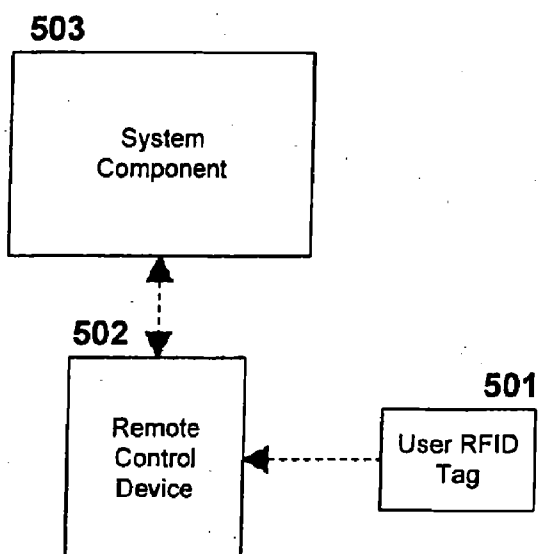 503
System
Component
502
Remote
Control
Device
501
User RFID
Tag